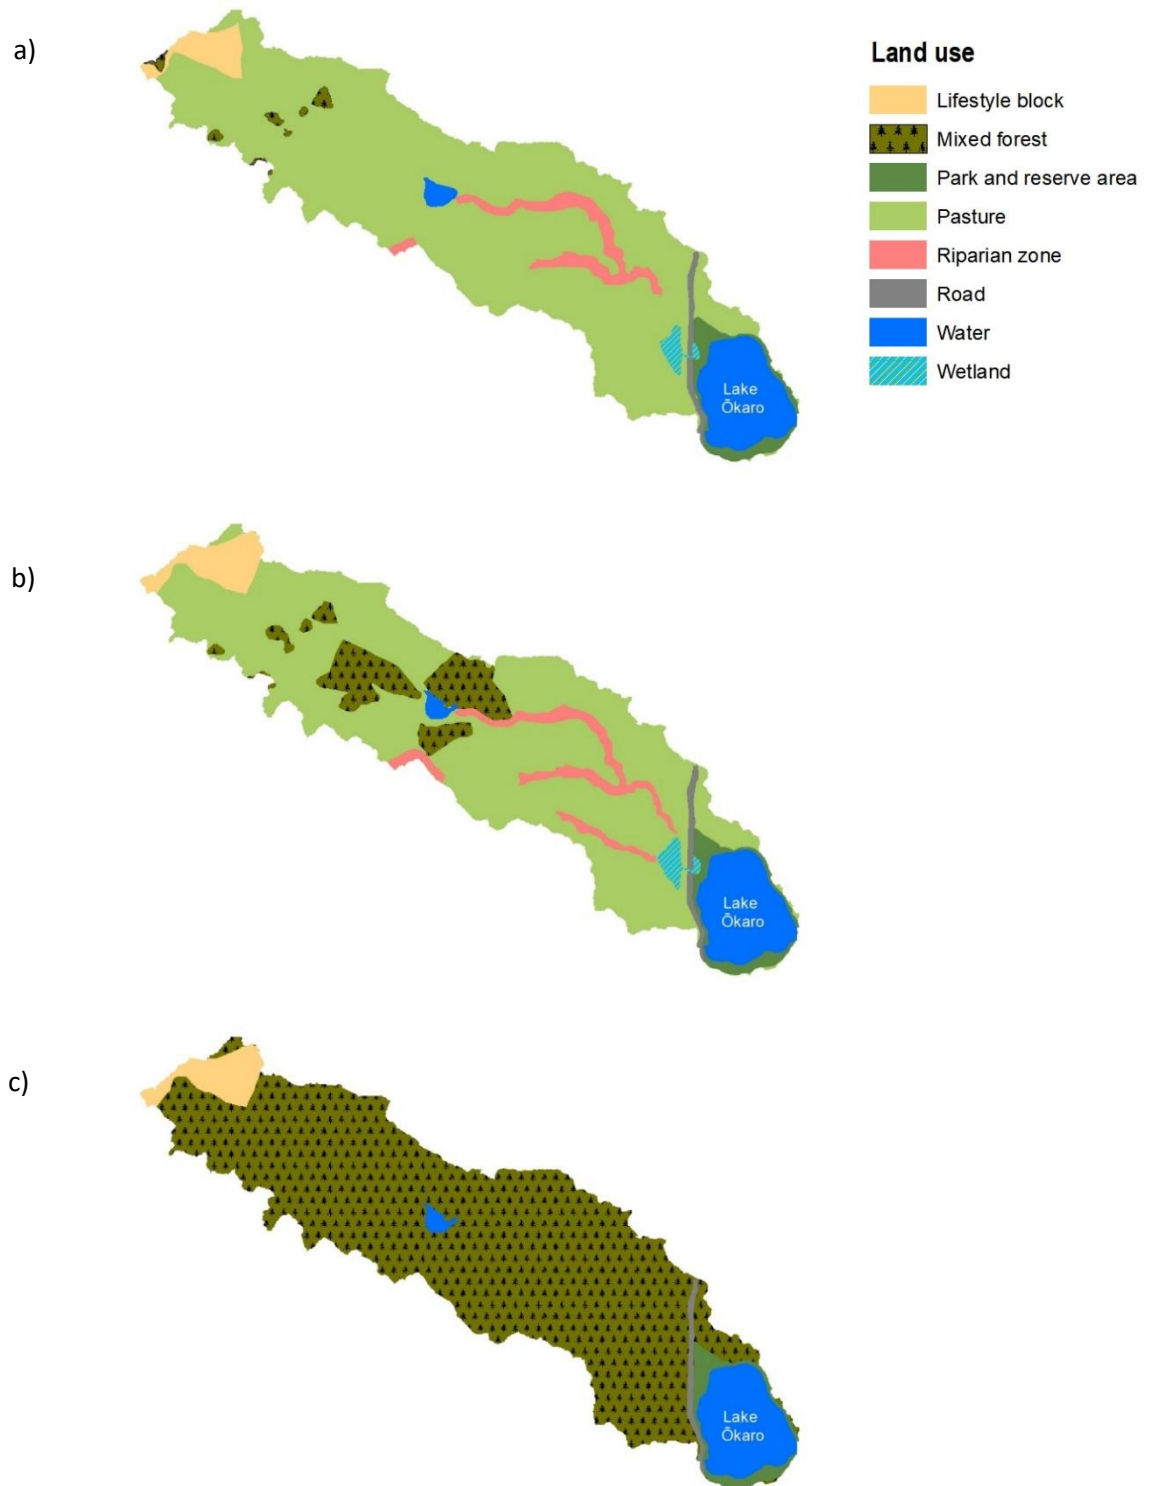 a)
Land use
Lifestyle block
Mixed forest
Park and reserve area
Pasture
Riparian zone
Road
Water
Wetland
Lake
Ōkaro
b)
Lake
Ōkaro
c)
Lake
Ōkaro